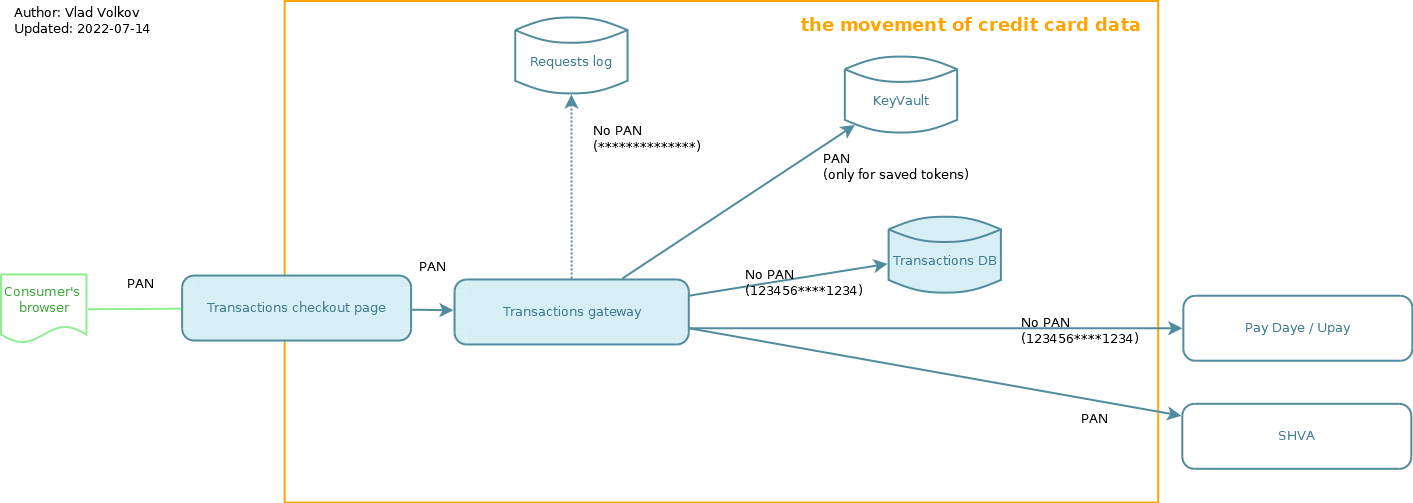 Author: Vlad Volkov
Updated: 2022-07-14
the movement of credit card data
Requests log
KeyVault
No PAN
(**************)
PAN
(only for saved tokens)
Transactions DB
No PAN
(123456****1234)
PAN
PAN
Consumer's
browser
Transactions checkout page
Transactions gateway
No PAN
(123456****1234)
Pay Daye / Upay
PAN
SHVA